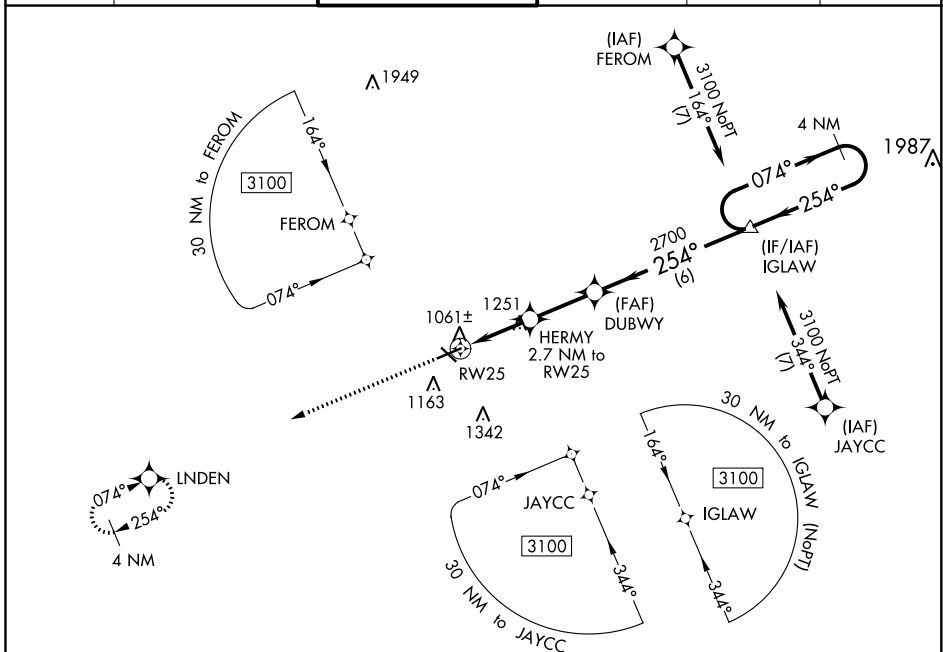 (IAF)
FEROM
3100 NoPT
164°
(7)
1949
4 NM
1987
074°
254°
30 NM to FEROM
164°
3100
FEROM
074°
2700
254°
(6)
(IF/IAF)
IGLAW
(FAF)
DUBWY
1251
HERMY
2.7 NM to
RW25
1061±
RW25
1163
1342
3100 NoPT
344°
(7)
(IAF)
JAYCC
30 NM to IGLAW (NoPT)
164°
3100
IGLAW
344°
074°
JAYCC
3100
344°
30 NM to JAYCC
LNDEN
074°
254°
4 NM